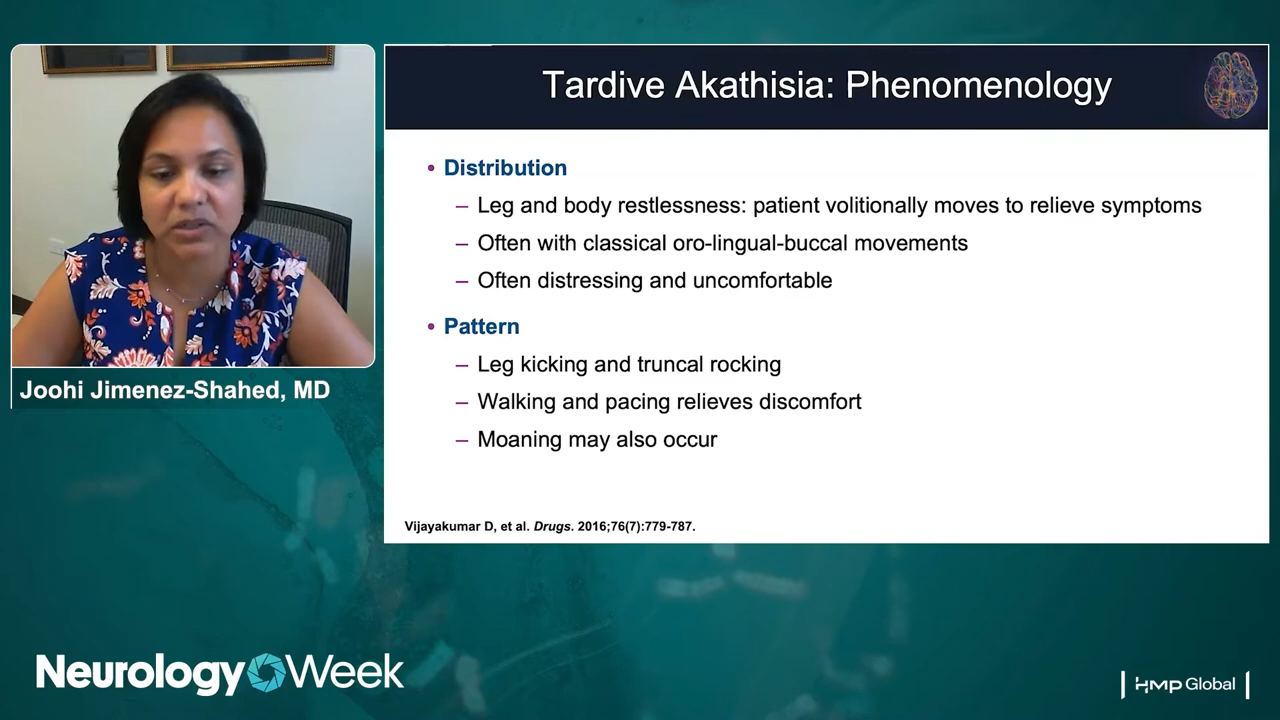 Tardive Akathisia: Phenomenology
• Distribution
– Leg and body restlessness: patient volitionally moves to relieve symptoms
– Often with classical oro-lingual-buccal movements
– Often distressing and uncomfortable
• Pattern
– Leg kicking and truncal rocking
– Walking and pacing relieves discomfort
– Moaning may also occur
Vijayakumar D, et al. Drugs. 2016;76(7):779-787.
Joohi Jimenez-Shahed, MD
Neurology Week
HMP Global